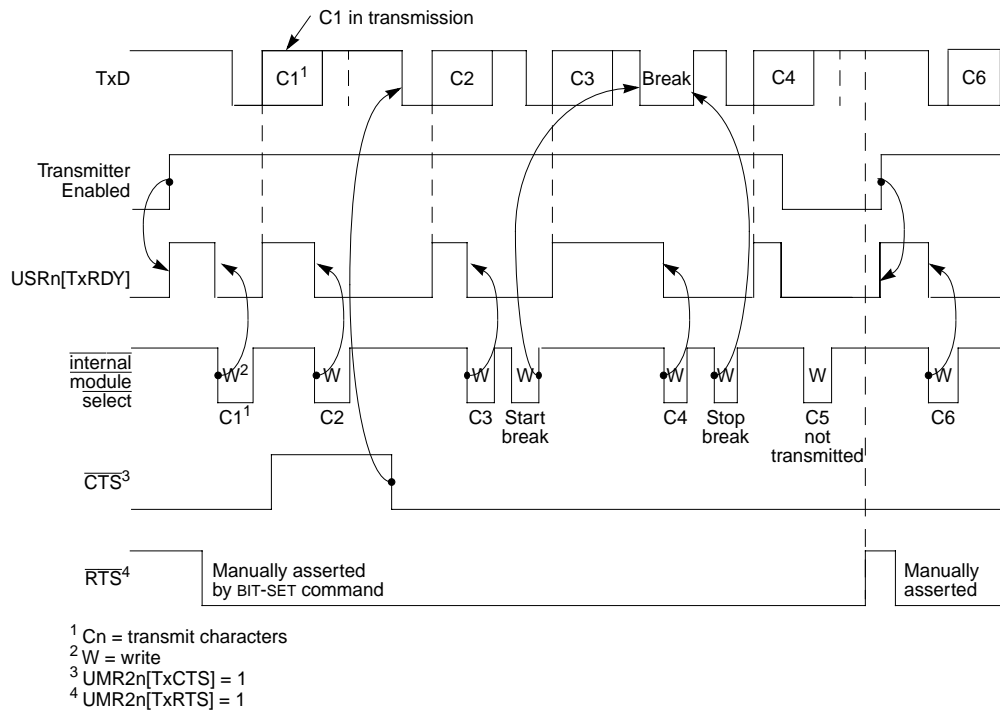 C1 in transmission
TxD
C1¹
C2
C3
Break
C4
C6
Transmitter
Enabled
USRn[TxRDY]
internal
module
select
W²
W
W
W
W
W
W
W
C1¹
C2
C3
Start
break
C4
Stop
break
C5
not
transmitted
C6
CTS³
RTS⁴
Manually asserted
by BIT-SET command
Manually
asserted
¹ Cn = transmit characters
² W = write
³ UMR2n[TxCTS] = 1
⁴ UMR2n[TxRTS] = 1